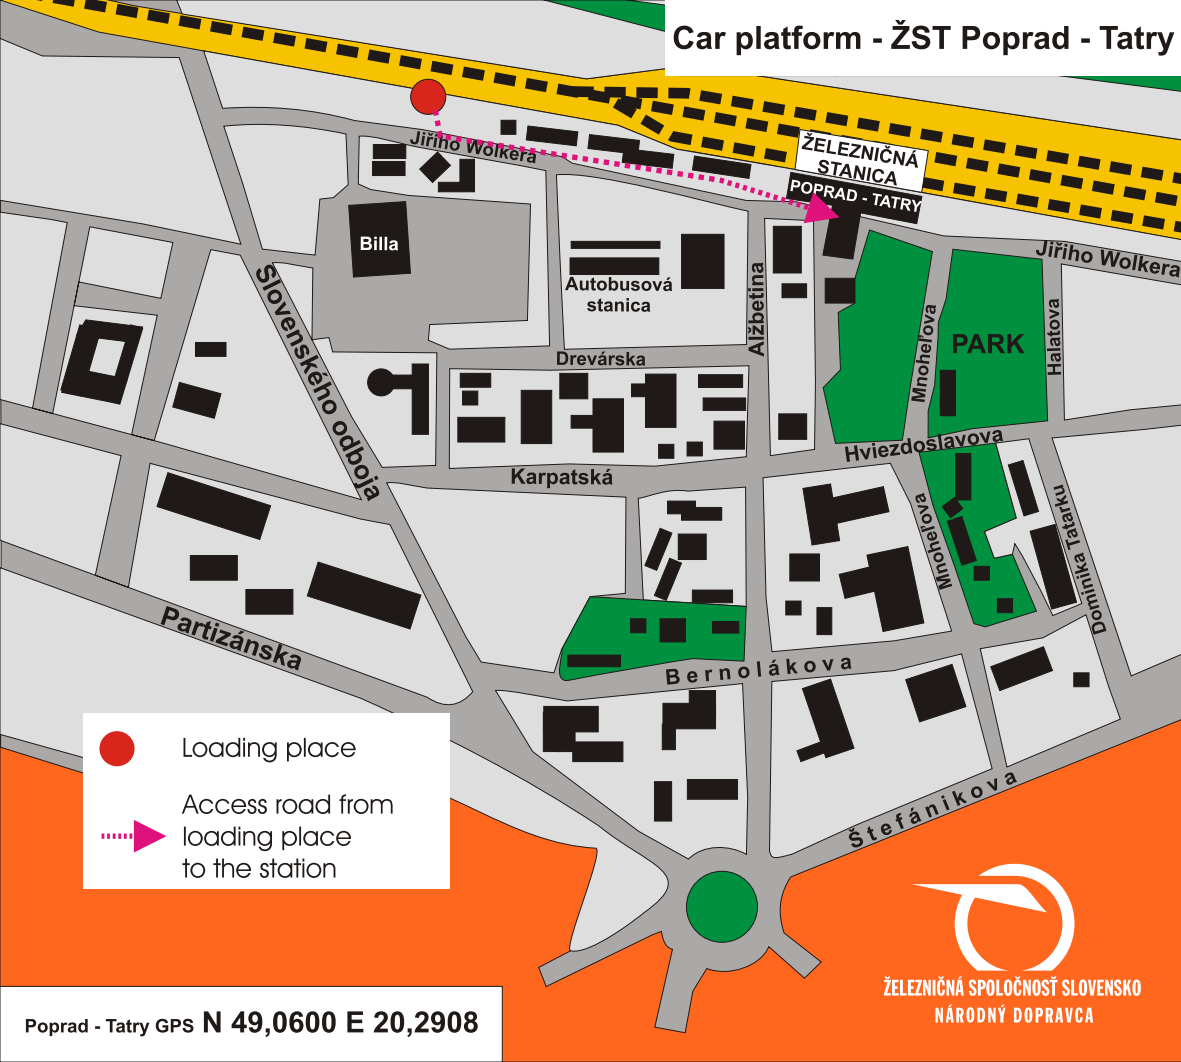 Car platform - ŽST Poprad - Tatry
Jiřiho Wolkera
ŽELEZNIČNÁ
STANICA
POPRAD - TATRY
Jiřiho Wolkera
Billa
Slovenského odboja
Autobusová
stanica
Alžbetina
Drevárska
Mnoheľova
PARK
Halatova
Hviezdoslavova
Karpatská
Mnoheľova
Dominika Tatarku
Partizánska
Bernolákova
Štefánikova
Loading place
Access road from
loading place
to the station
ŽELEZNIČNÁ SPOLOČNOSŤ SLOVENSKO
NÁRODNÝ DOPRAVCA
Poprad - Tatry GPS N 49,0600 E 20,2908